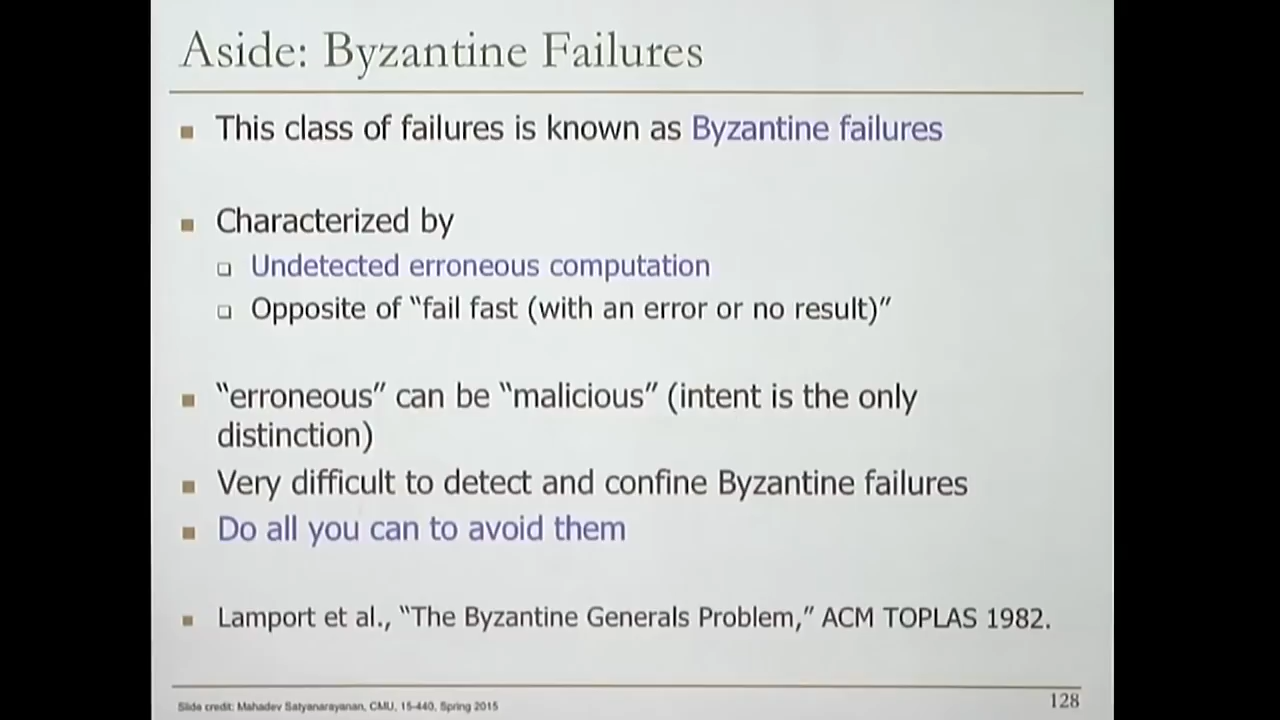 Aside: Byzantine Failures
This class of failures is known as Byzantine failures
Characterized by
Undetected erroneous computation
Opposite of “fail fast (with an error or no result)”
“erroneous” can be “malicious” (intent is the only
distinction)
Very difficult to detect and confine Byzantine failures
Do all you can to avoid them
Lamport et al., “The Byzantine Generals Problem,” ACM TOPLAS 1982.
Slide credit: Mahadev Satyanarayanan, CMU, 15-440, Spring 2015
128